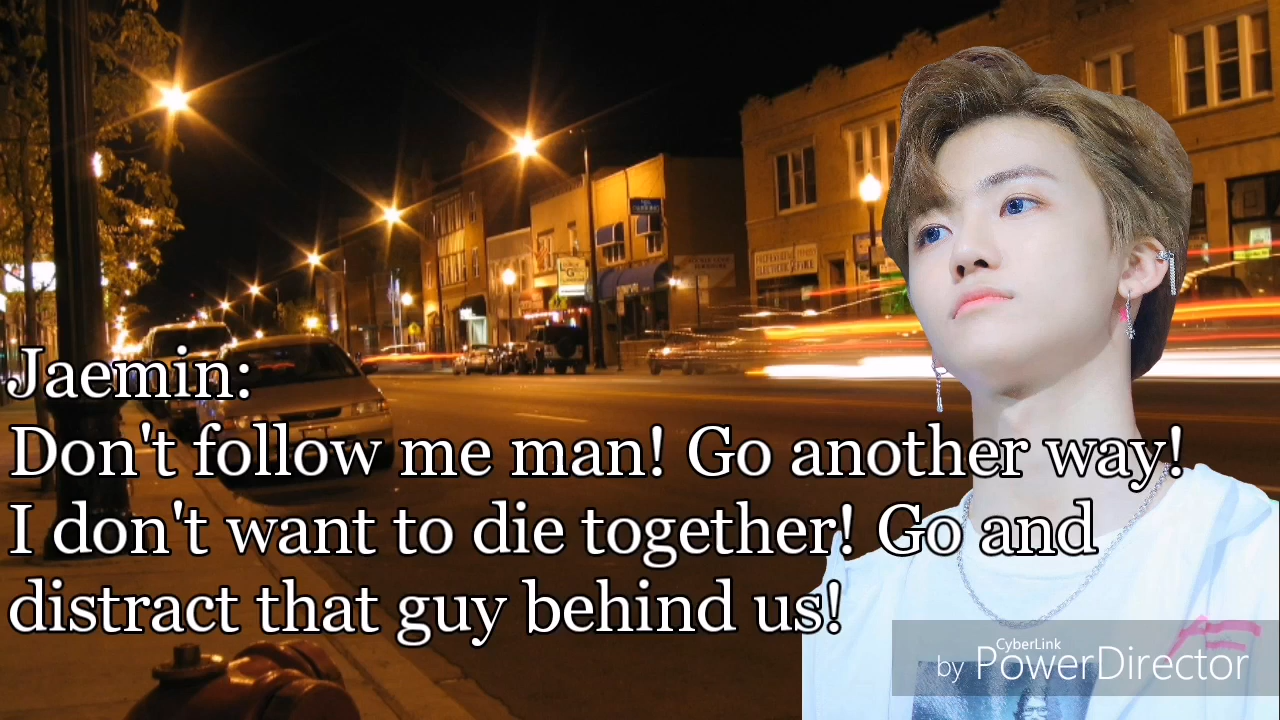 Jaemin:
Don't follow me man! Go another way!
I don't want to die together! Go and
distract that guy behind us!
CyberLink
by PowerDirector